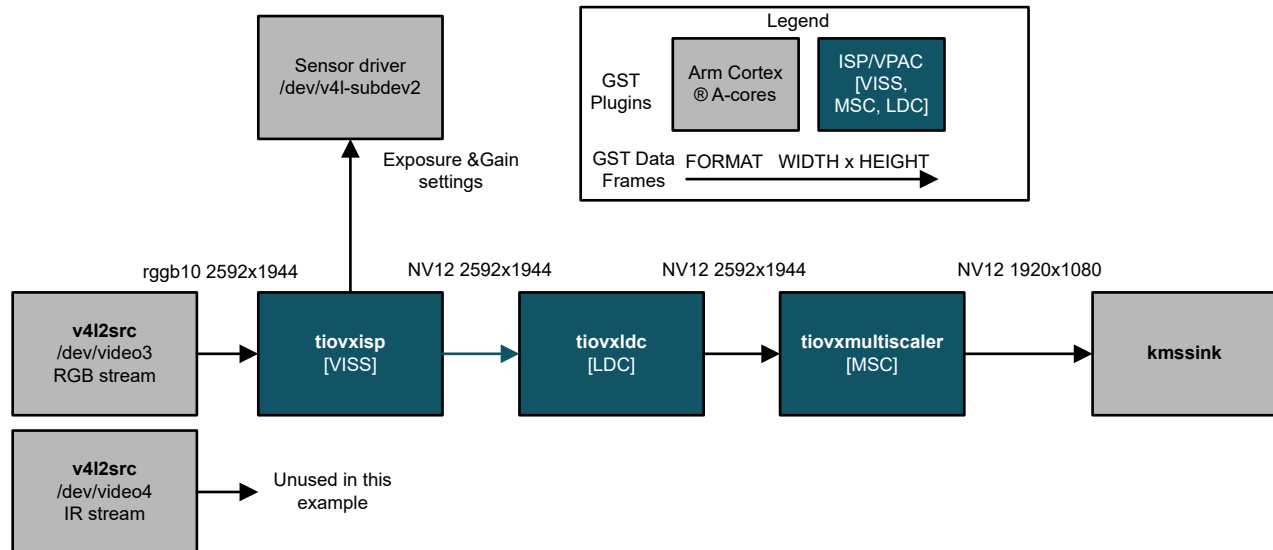 Sensor driver
/dev/v4l-subdev2
Legend
GST
Plugins
Arm Cortex
® A-cores
ISP/VPAC
[VISS,
MSC, LDC]
GST Data
Frames
FORMAT WIDTH x HEIGHT
Exposure &Gain
settings
rggb10 2592x1944
NV12 2592x1944
NV12 2592x1944
NV12 1920x1080
v4l2src
/dev/video3
RGB stream
tiovxisp
[VISS]
tiovxldc
[LDC]
tiovxmultiscaler
[MSC]
kmssink
v4l2src
/dev/video4
IR stream
Unused in this
example